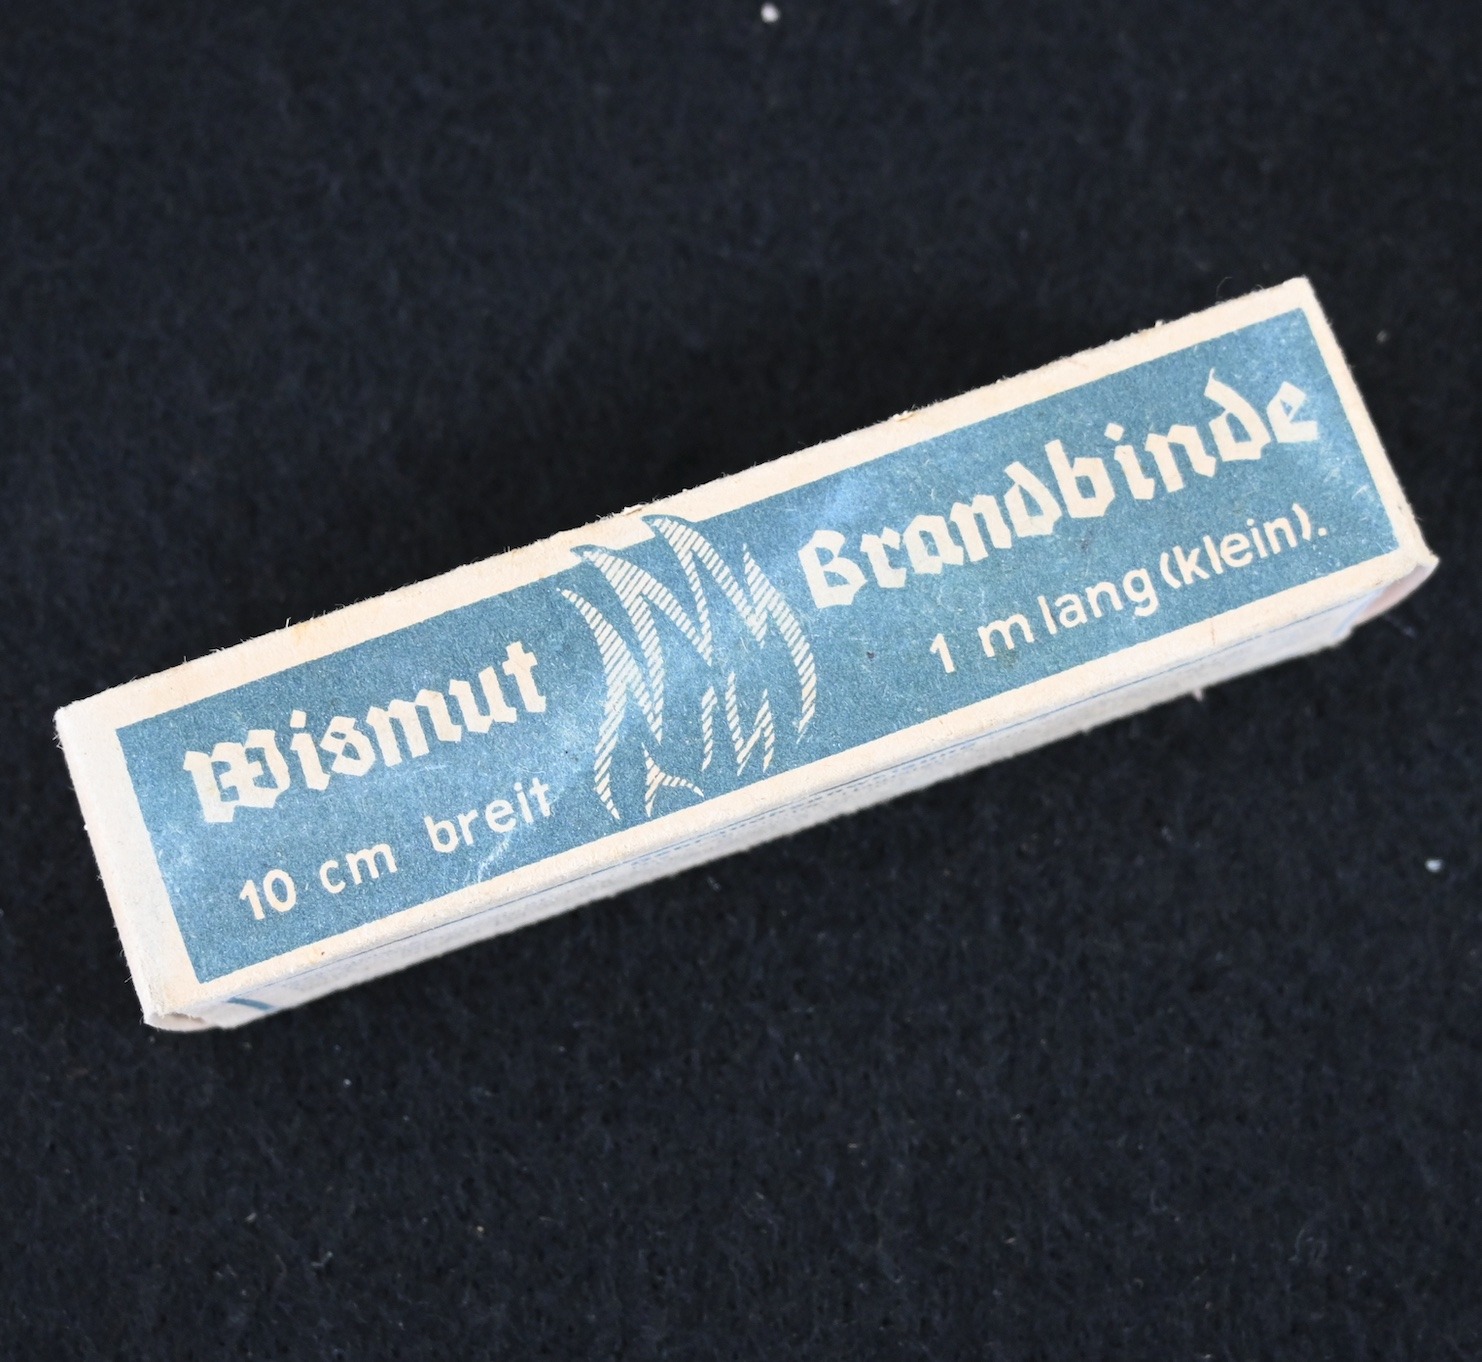 Wismut Brandbinde
10 cm breit 1 m lang (klein).